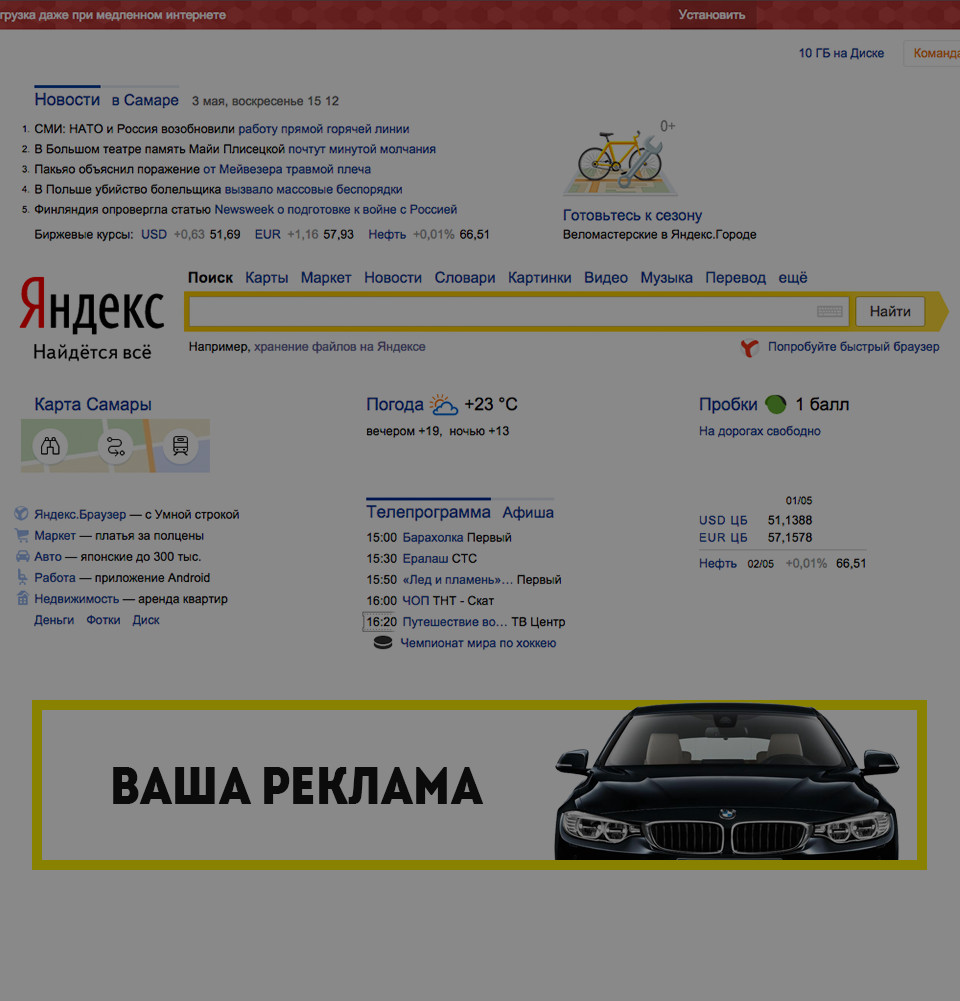 грузка даже при медленном интернете Установить
10 ГБ на Диске Команда
Новости в Самаре 3 мая, воскресенье 15 12
1. СМИ: НАТО и Россия возобновили работу прямой горячей линии
2. В Большом театре память Майи Плисецкой почтут минутой молчания
3. Пакьяо объяснил поражение от Мейвезера травмой плеча
4. В Польше убийство болельщика вызвало массовые беспорядки
5. Финляндия опровергла статью Newsweek о подготовке к войне с Россией
Биржевые курсы: USD +0,63 51,69 EUR +1,16 57,93 Нефть +0,01% 66,51
0+
Готовьтесь к сезону
Веломастерские в Яндекс.Городе
Поиск Карты Маркет Новости Словари Картинки Видео Музыка Перевод ещё
Яндекс
Найдётся всё
Найти
Например, хранение файлов на Яндексе
Попробуйте быстрый браузер
Карта Самары
Погода +23 °C
вечером +19, ночью +13
Пробки 1 балл
На дорогах свободно
Яндекс.Браузер — с Умной строкой
Маркет — платья за полцены
Авто — японские до 300 тыс.
Работа — приложение Android
Недвижимость — аренда квартир
Деньги Фотки Диск
Телепрограмма Афиша
15:00 Барахолка Первый
15:30 Ералаш СТС
15:50 «Лед и пламень»... Первый
16:00 ЧОП ТНТ - Скат
16:20 Путешествие во... ТВ Центр
Чемпионат мира по хоккею
01/05
USD ЦБ 51,1388
EUR ЦБ 57,1578
Нефть 02/05 +0,01% 66,51
ВАША РЕКЛАМА